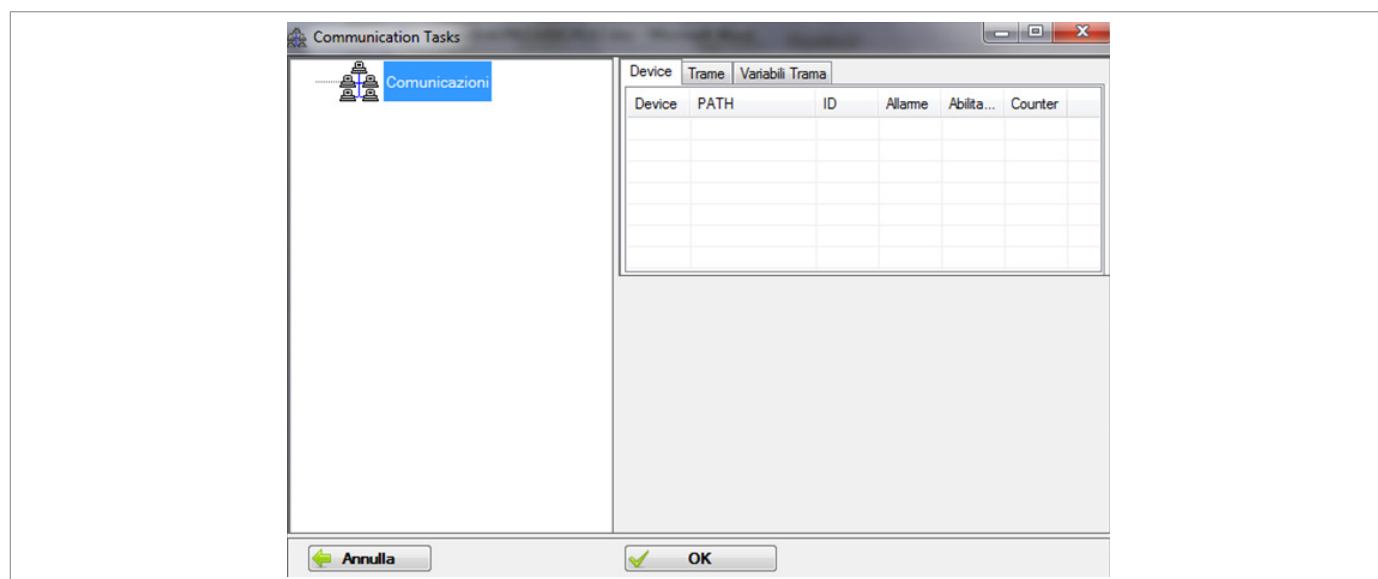 Communication Tasks
Comunicazioni
Device Trame Variabili Trama
Device PATH ID Allarme Abilita... Counter
Annulla OK